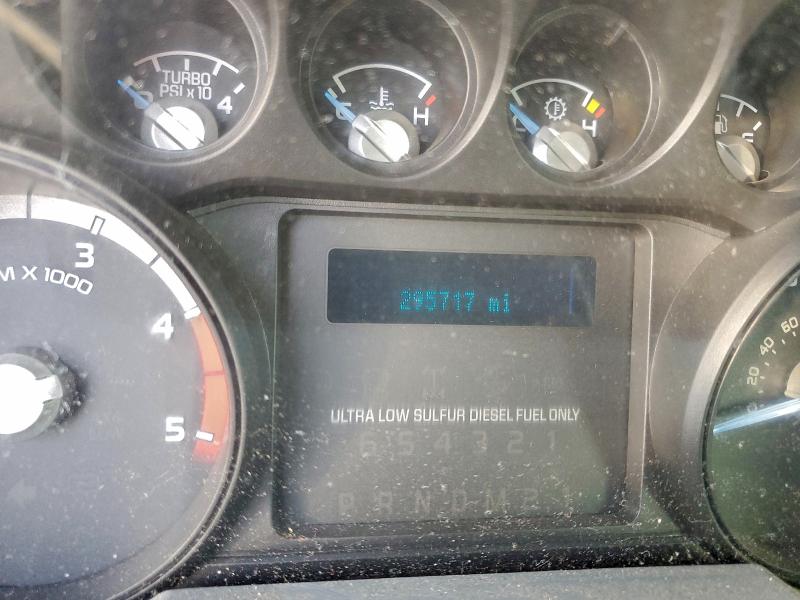 TURBO
PSI x 10
4
C
H
3
M X 1000
4
5
295717 mi
ULTRA LOW SULFUR DIESEL FUEL ONLY
6 5 4 3 2 1
P R N D M 2 1
20
40
60